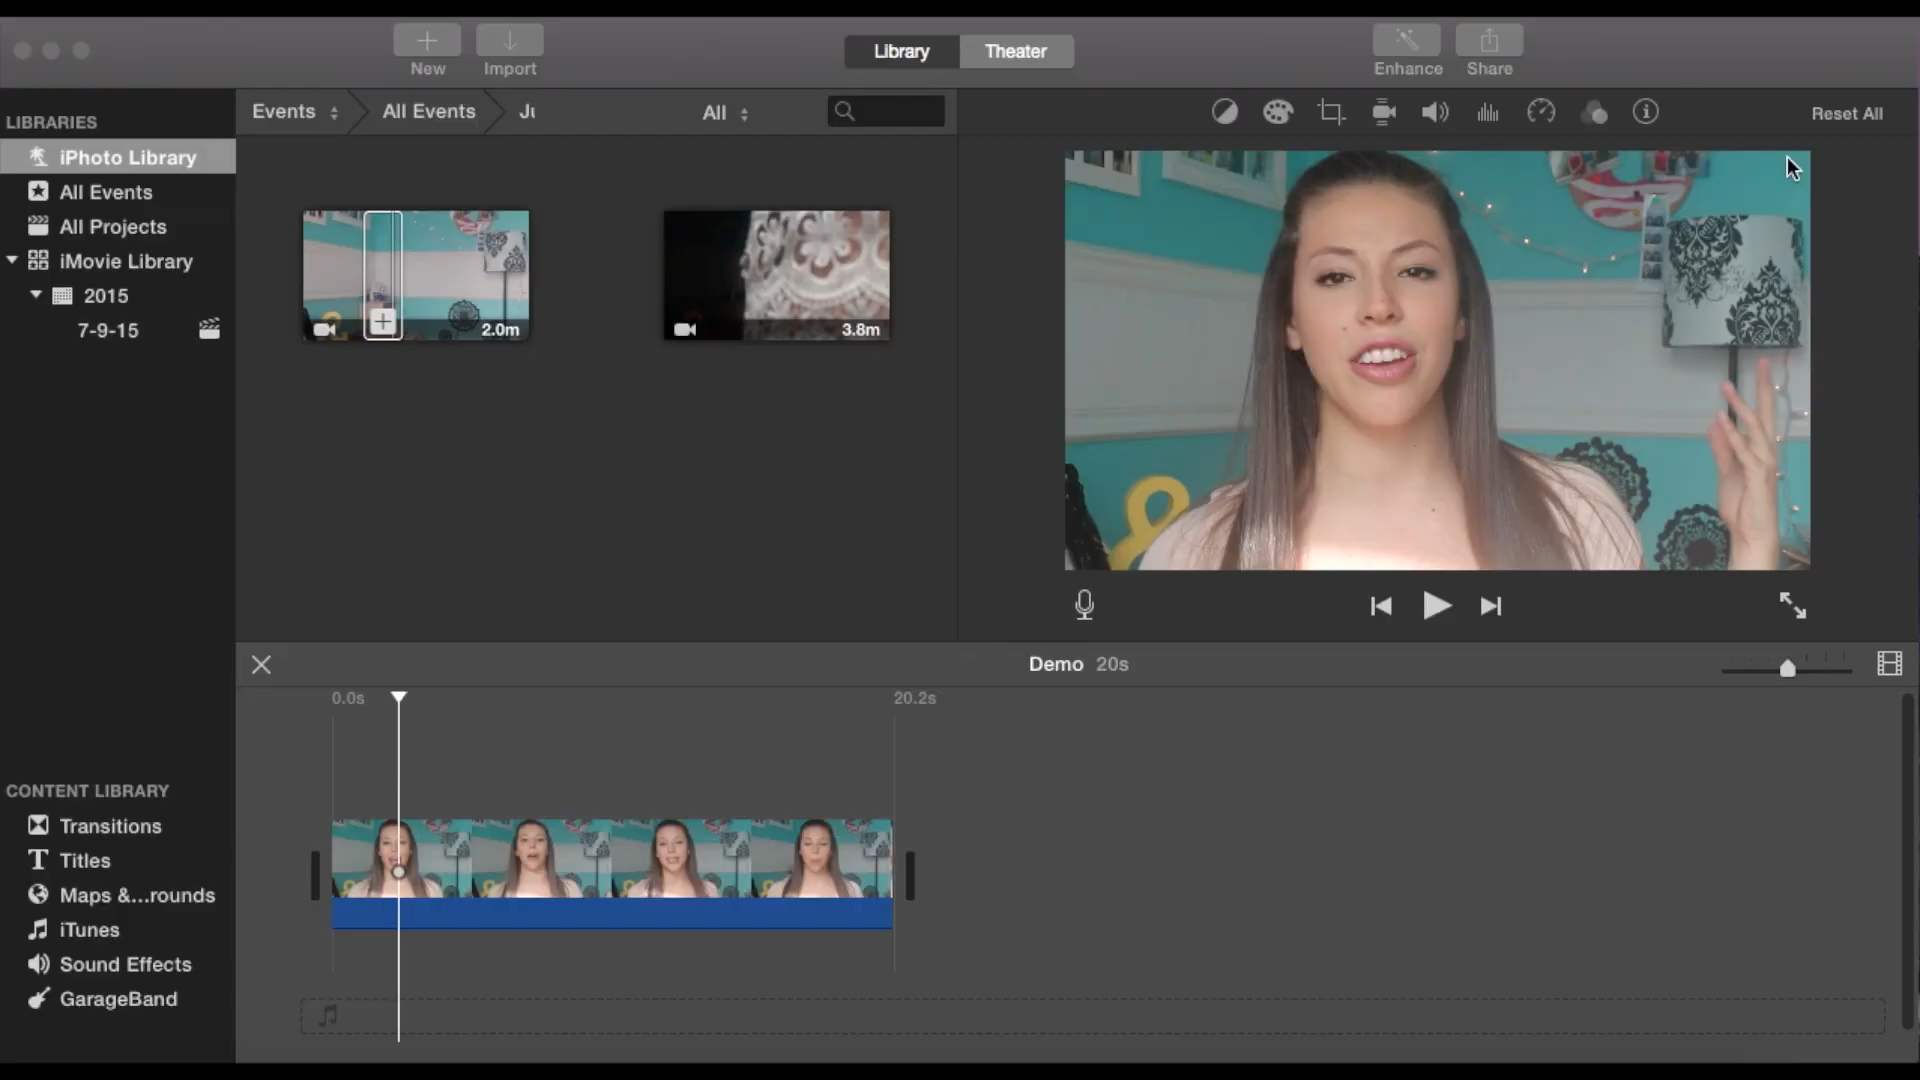 New
Import
Library
Theater
Enhance
Share
LIBRARIES
iPhoto Library
All Events
All Projects
iMovie Library
2015
7-9-15
Events
All Events
All
Reset All
2.0m
3.8m
Demo 20s
0.0s
20.2s
CONTENT LIBRARY
Transitions
Titles
Maps &...rounds
iTunes
Sound Effects
GarageBand